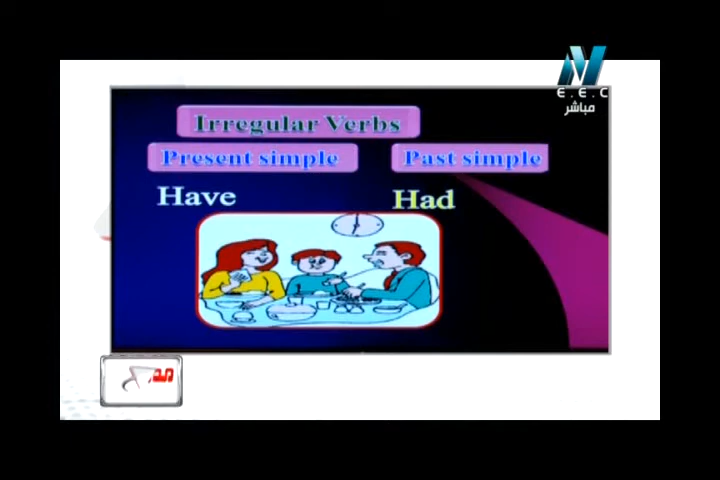 E.E.C
مباشر
Irregular Verbs
Present simple
Past simple
Have
Had